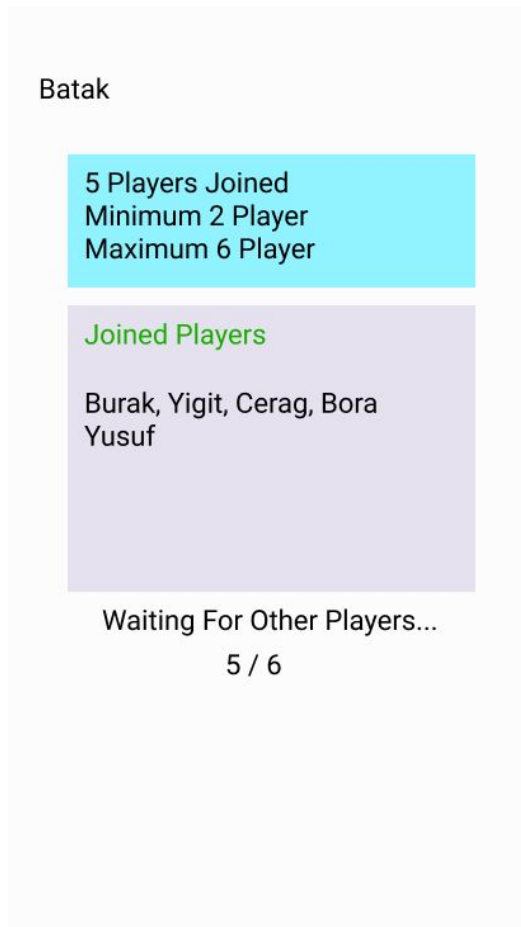 Batak
5 Players Joined
Minimum 2 Player
Maximum 6 Player
Joined Players
Burak, Yigit, Cerag, Bora
Yusuf
Waiting For Other Players...
5 / 6